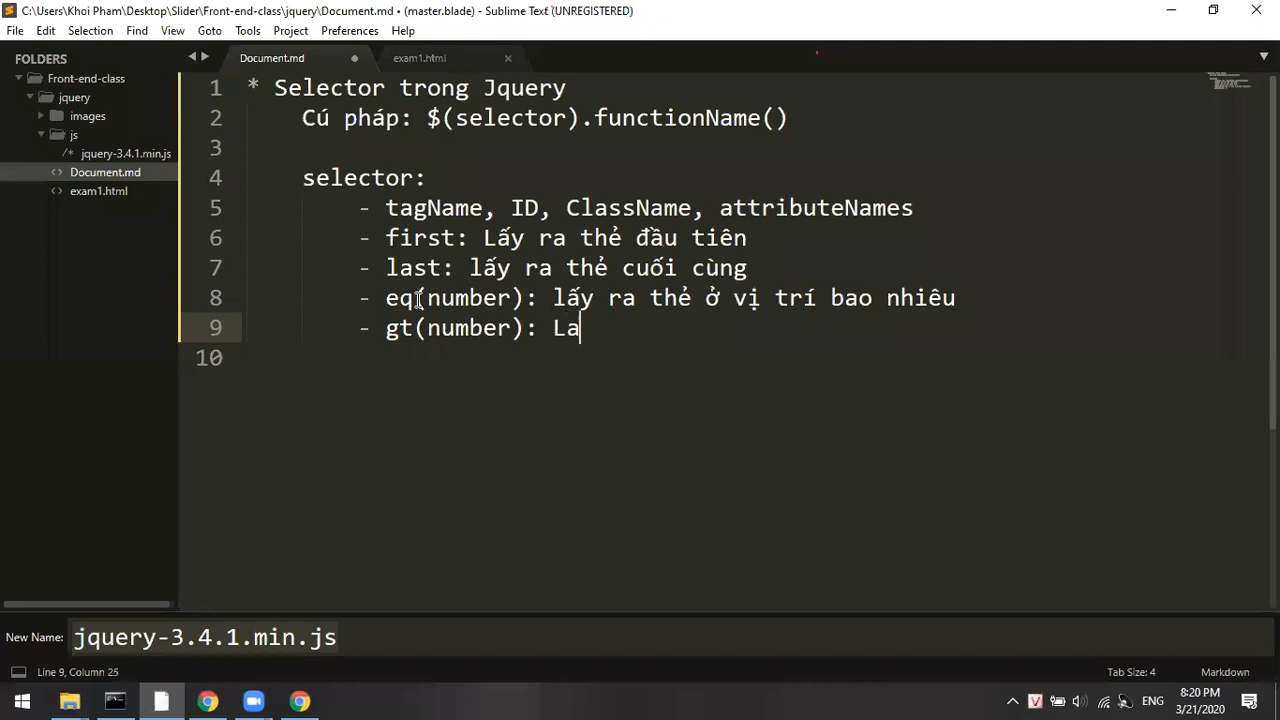 C:\Users\Khoi Pham\Desktop\Slider\Front-end-class\jquery\Document.md • (master.blade) - Sublime Text (UNREGISTERED)
File Edit Selection Find View Goto Tools Project Preferences Help
FOLDERS
Front-end-class
jquery
images
js
/* jquery-3.4.1.min.js
<> Document.md
<> exam1.html
Document.md
exam1.html
1 * Selector trong Jquery
2 Cú pháp: $(selector).functionName()
3
4 selector:
5 - tagName, ID, ClassName, attributeNames
6 - first: Lấy ra thẻ đầu tiên
7 - last: lấy ra thẻ cuối cùng
8 - eq(number): lấy ra thẻ ở vị trí bao nhiêu
9 - gt(number): La
10
New Name: jquery-3.4.1.min.js
Line 9, Column 25
Tab Size: 4
Markdown
V
ENG
8:20 PM
3/21/2020